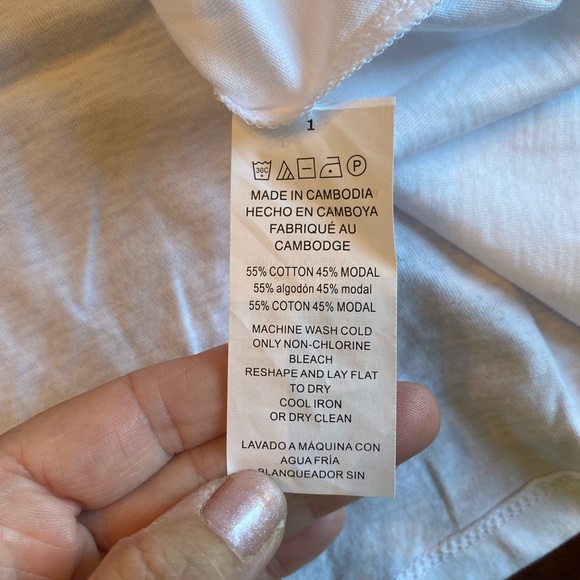 1
30C P
MADE IN CAMBODIA
HECHO EN CAMBOYA
FABRIQUÉ AU
CAMBODGE
55% COTTON 45% MODAL
55% algodón 45% modal
55% COTON 45% MODAL
MACHINE WASH COLD
ONLY NON-CHLORINE
BLEACH
RESHAPE AND LAY FLAT
TO DRY
COOL IRON
OR DRY CLEAN
LAVADO A MÁQUINA CON
AGUA FRÍA
BLANQUEADOR SIN